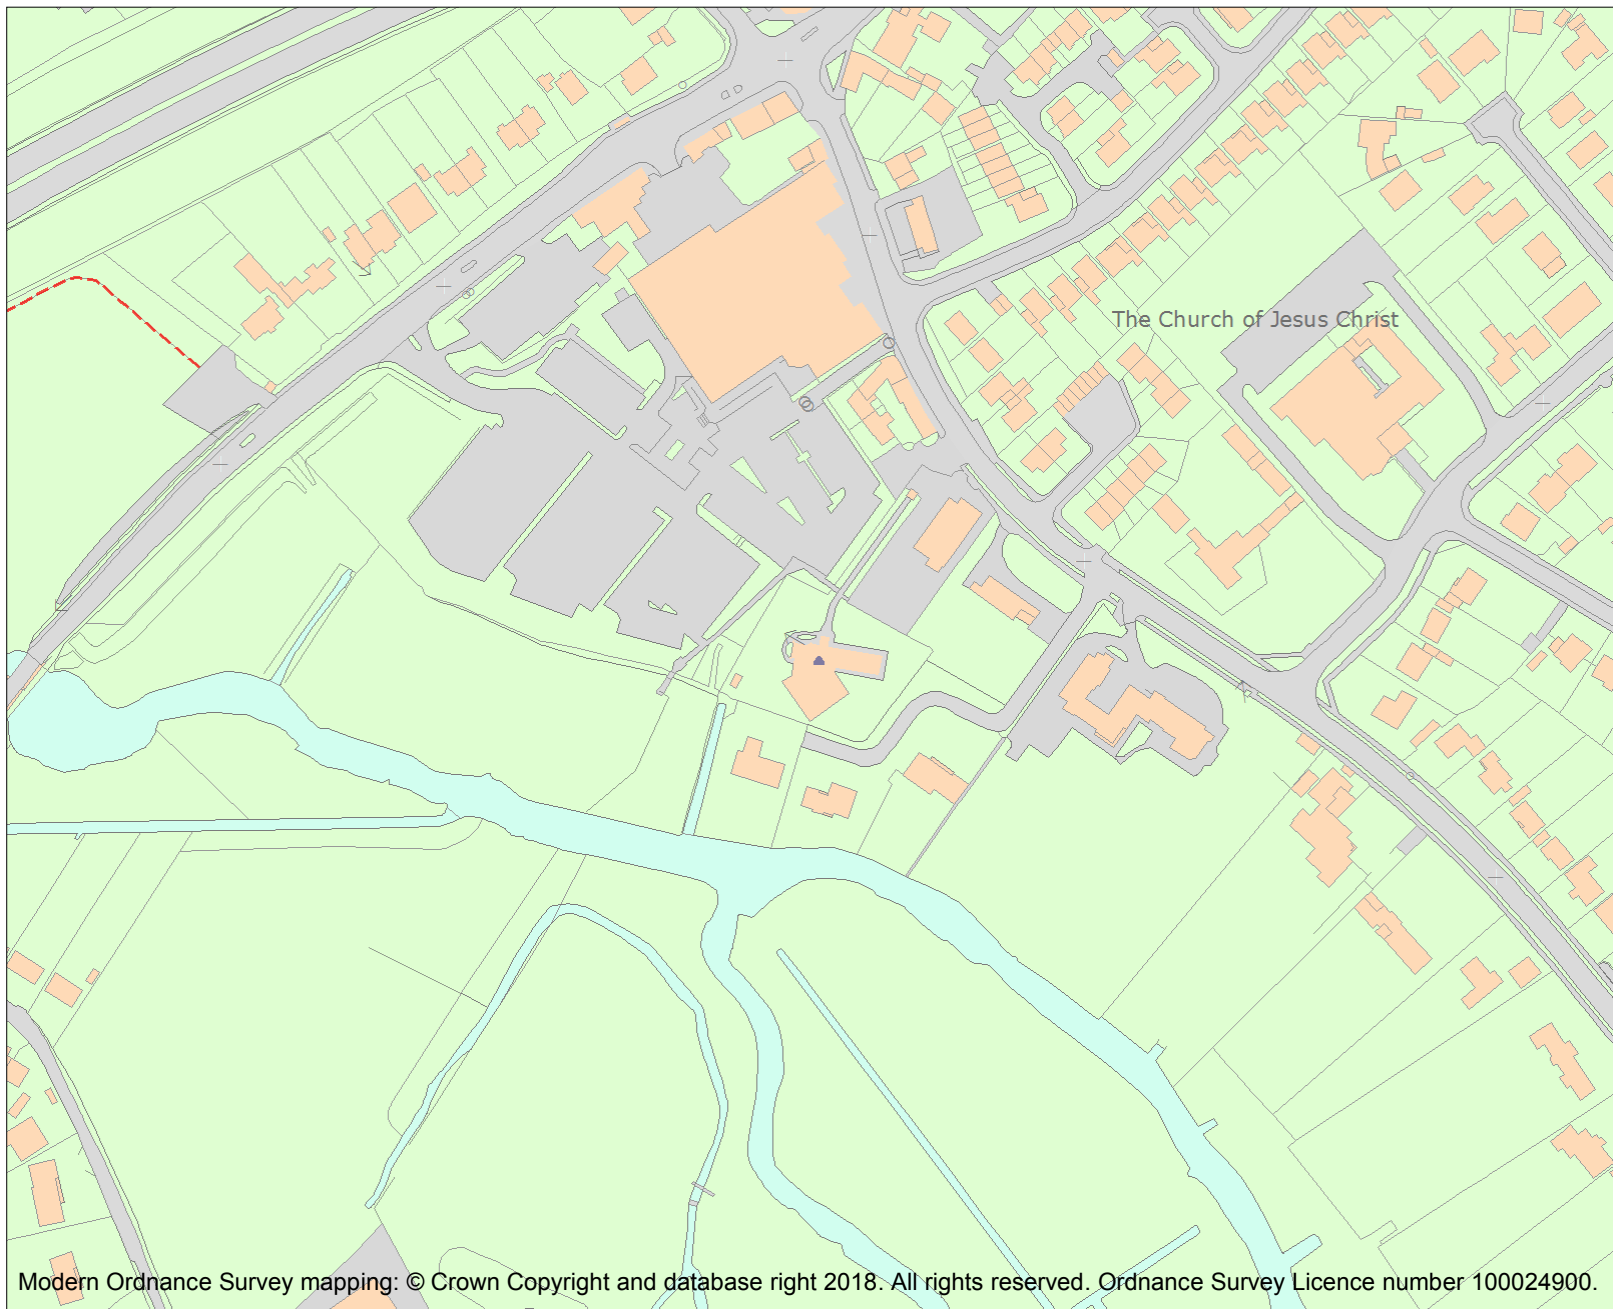 The Church of Jesus Christ
Modern Ordnance Survey mapping: © Crown Copyright and database right 2018. All rights reserved. Ordnance Survey Licence number 100024900.